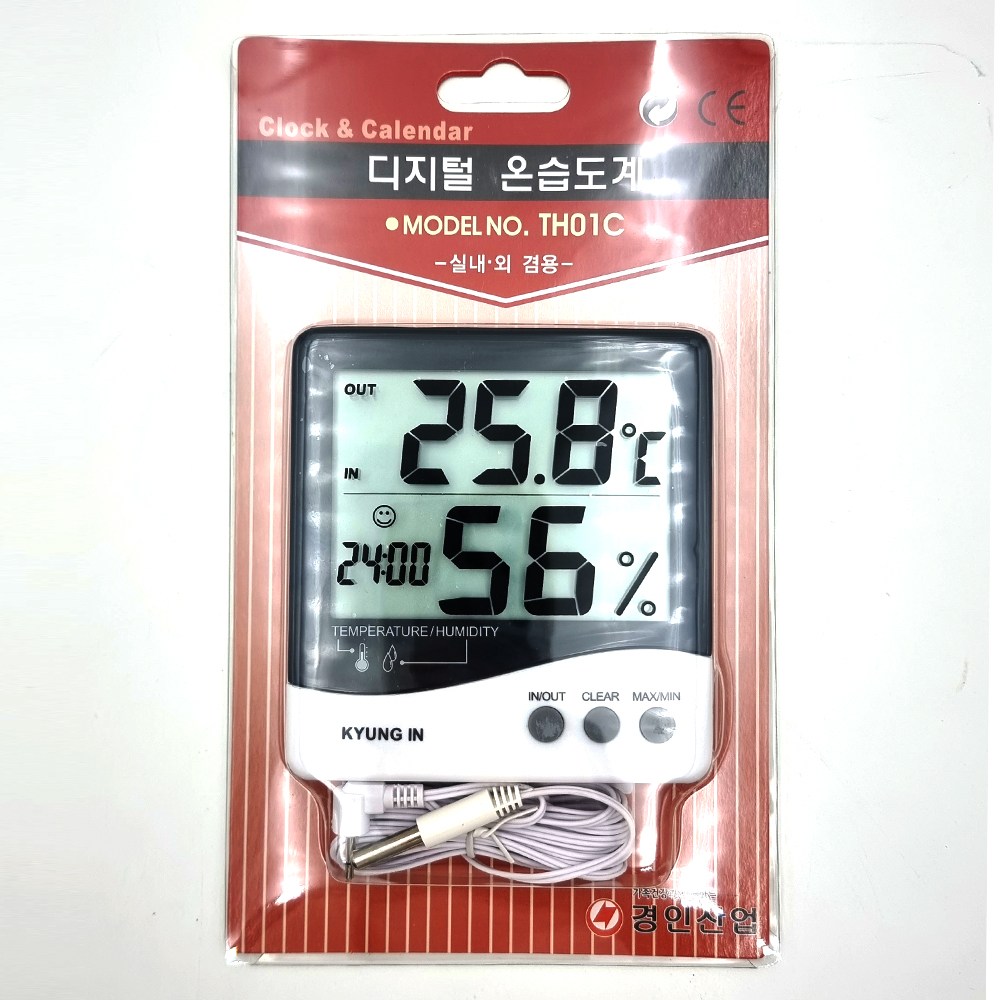 CE
Clock & Calendar
디지털 온습도계
•MODEL NO. TH01C
-실내·외 겸용-
OUT
25.8°C
IN
24:00
56%
TEMPERATURE/HUMIDITY
IN/OUT CLEAR MAX/MIN
KYUNG IN
경인산업